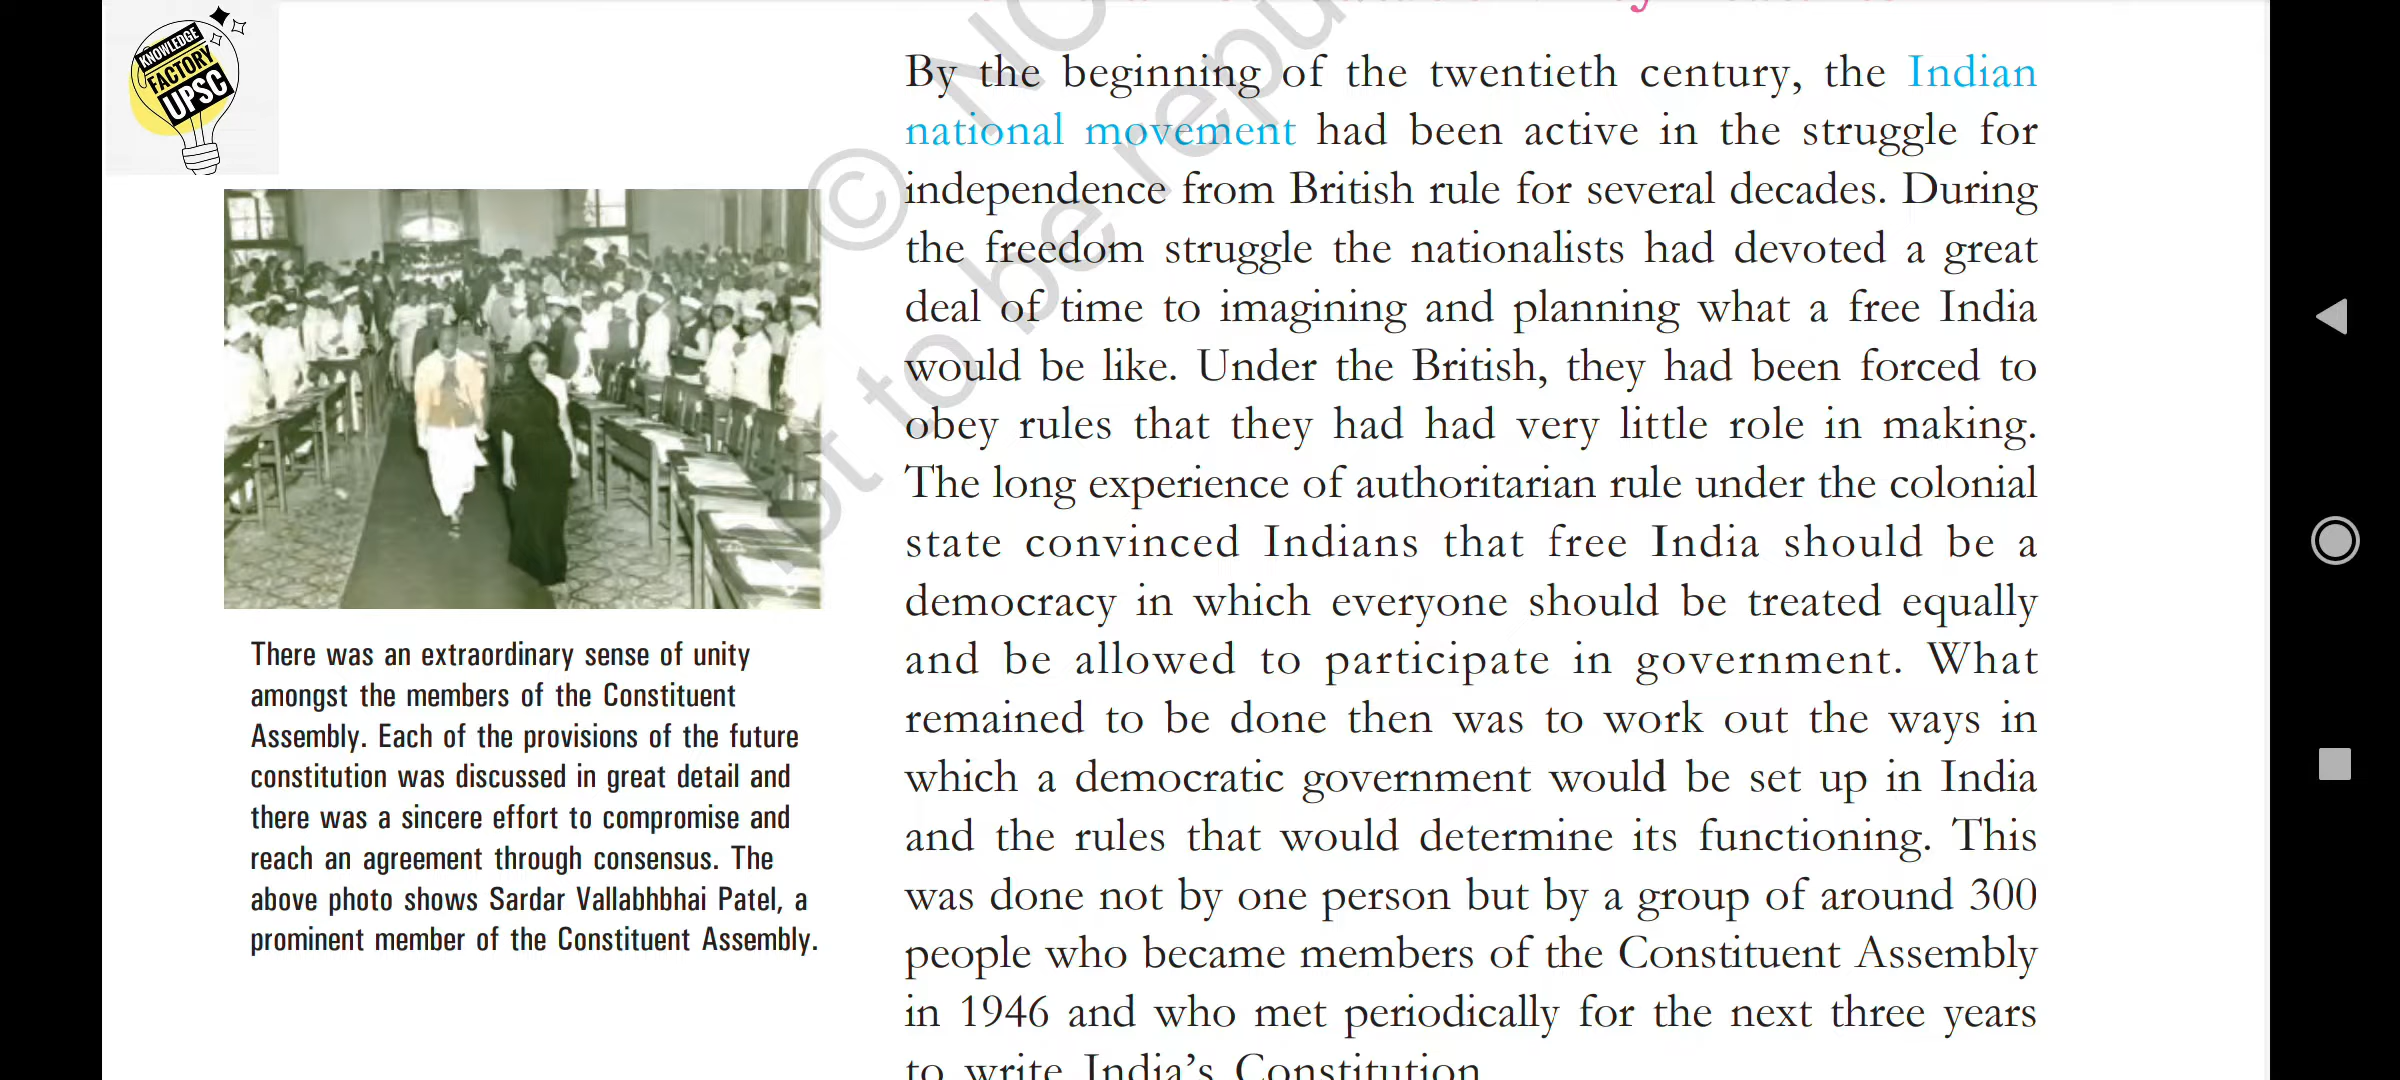 KNOWLEDGE
FACTORY
UPSC
There was an extraordinary sense of unity
amongst the members of the Constituent
Assembly. Each of the provisions of the future
constitution was discussed in great detail and
there was a sincere effort to compromise and
reach an agreement through consensus. The
above photo shows Sardar Vallabhbhai Patel, a
prominent member of the Constituent Assembly.
By the beginning of the twentieth century, the Indian
national movement had been active in the struggle for
independence from British rule for several decades. During
the freedom struggle the nationalists had devoted a great
deal of time to imagining and planning what a free India
would be like. Under the British, they had been forced to
obey rules that they had had very little role in making.
The long experience of authoritarian rule under the colonial
state convinced Indians that free India should be a
democracy in which everyone should be treated equally
and be allowed to participate in government. What
remained to be done then was to work out the ways in
which a democratic government would be set up in India
and the rules that would determine its functioning. This
was done not by one person but by a group of around 300
people who became members of the Constituent Assembly
in 1946 and who met periodically for the next three years
to write India's Constitution
©
to be